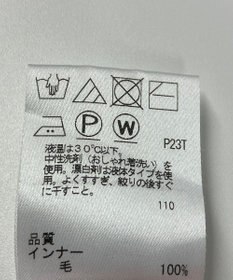 P W P23T
液温は30℃以下。
中性洗剤(おしゃれ着洗い)を
使用。漂白剤は液体タイプを使
用。よくすすぎ、絞りの後すぐ
に干すこと。
110
品質
インナー
毛 100%